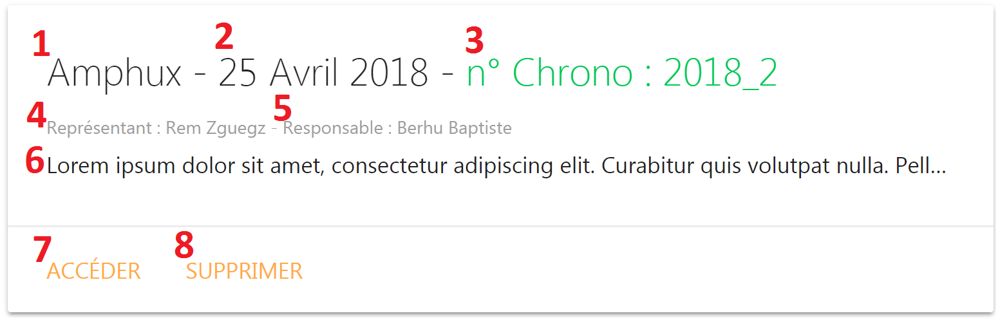 1 2 3
Amphux - 25 Avril 2018 - n° Chrono : 2018_2
4 5
Représentant : Rem Zguegz - Responsable : Berhu Baptiste
6
Lorem ipsum dolor sit amet, consectetur adipiscing elit. Curabitur quis volutpat nulla. Pell...
7 8
ACCÉDER SUPPRIMER